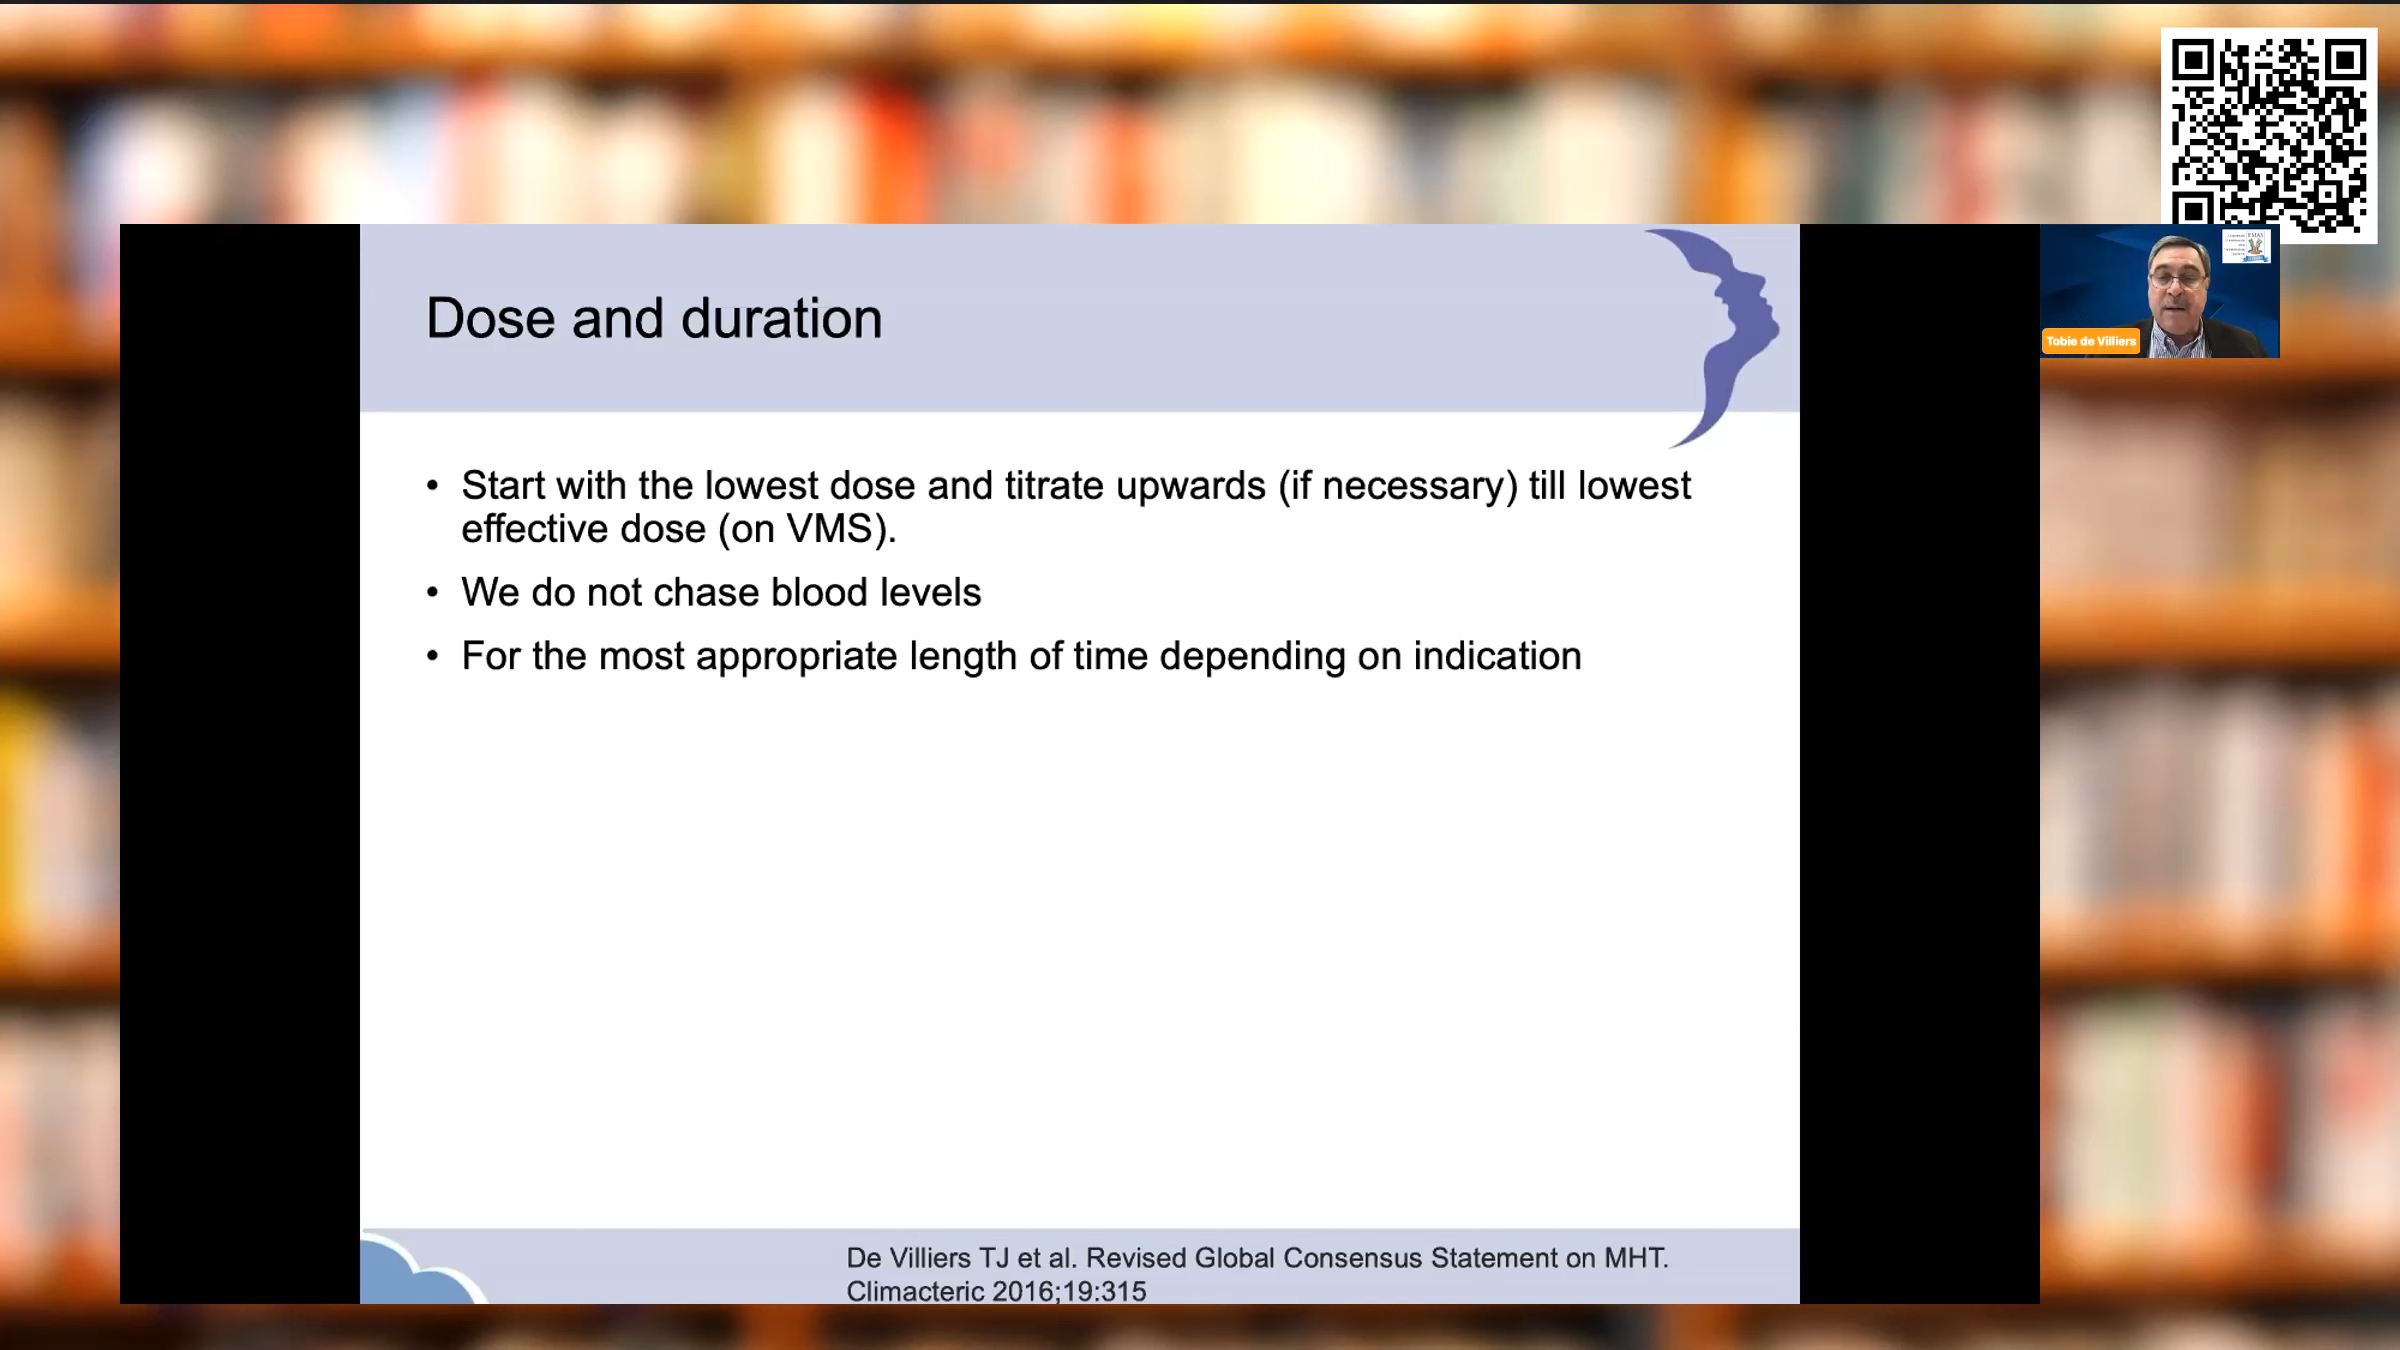 Dose and duration
• Start with the lowest dose and titrate upwards (if necessary) till lowest
effective dose (on VMS).
• We do not chase blood levels
• For the most appropriate length of time depending on indication
De Villiers TJ et al. Revised Global Consensus Statement on MHT.
Climacteric 2016;19:315
EMAS
Tobie de Villiers